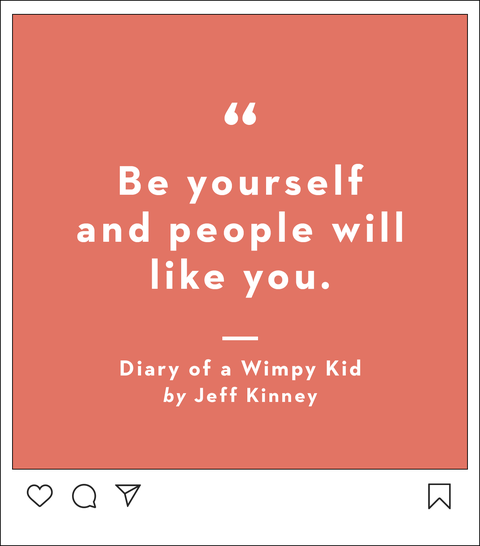 “
Be yourself
and people will
like you.
Diary of a Wimpy Kid
by Jeff Kinney